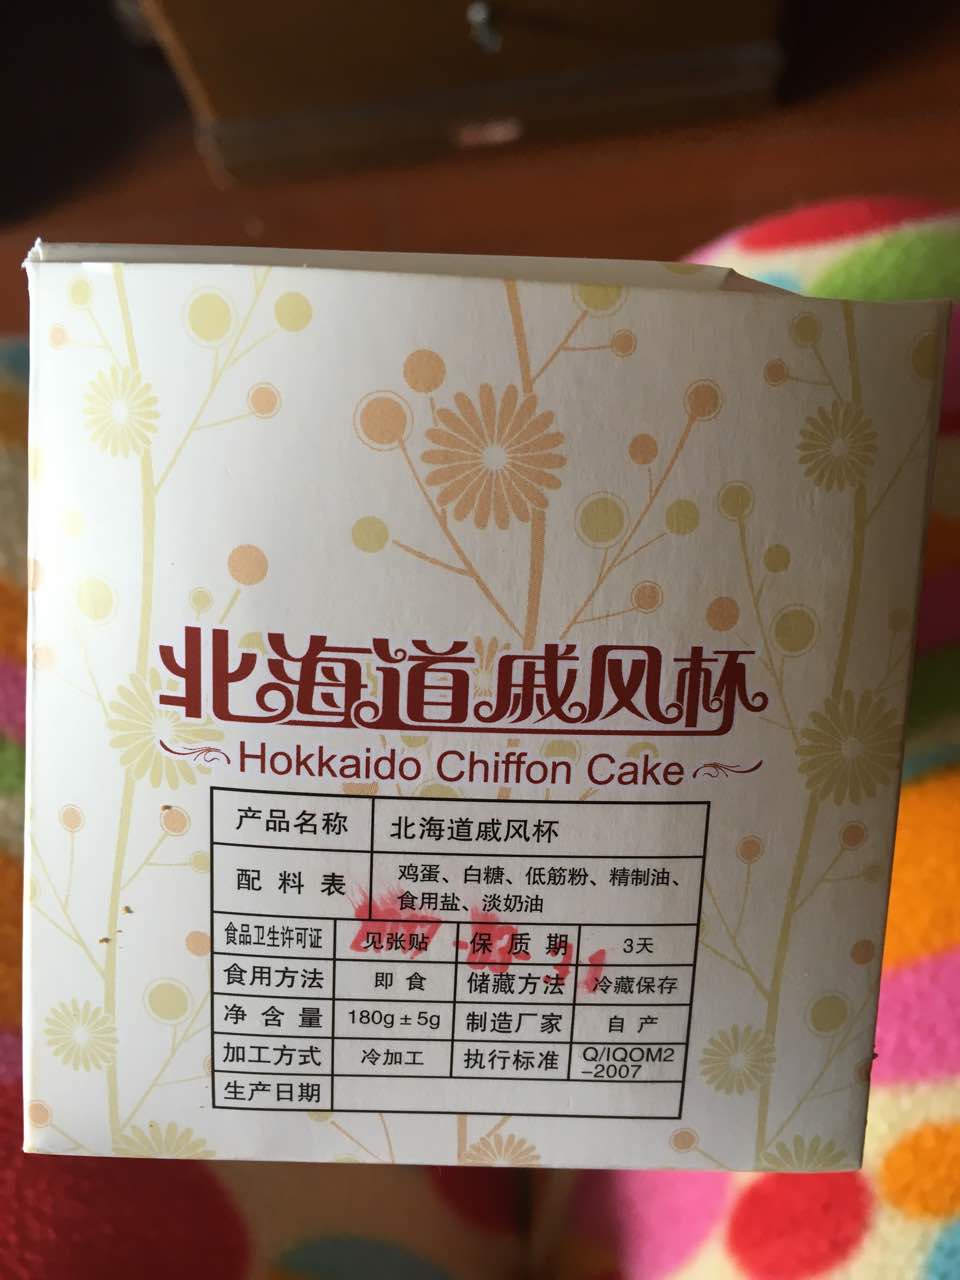 北海道戚风杯
Hokkaido Chiffon Cake
产品名称 北海道戚风杯
配料表 鸡蛋、白糖、低筋粉、精制油、
食用盐、淡奶油
食品卫生许可证 见张贴 保质期 3天
食用方法 即食 储藏方法 冷藏保存
净含量 180g±5g 制造厂家 自产
加工方式 冷加工 执行标准 Q/IQOM2
-2007
生产日期